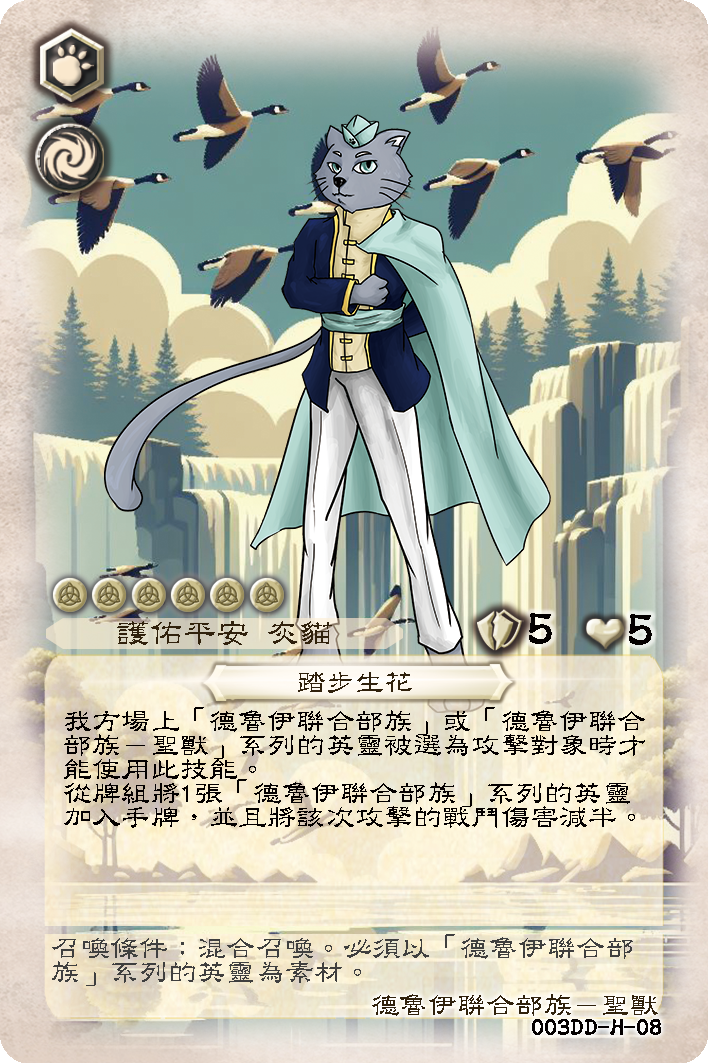 護佑平安 灰貓
5
5
踏步生花
我方場上「德魯伊聯合部族」或「德魯伊聯合
部族－聖獸」系列的英靈被選為攻擊對象時才
能使用此技能。
從牌組將1張「德魯伊聯合部族」系列的英靈
加入手牌，並且將該次攻擊的戰鬥傷害減半。
召喚條件：混合召喚。必須以「德魯伊聯合部
族」系列的英靈為素材。
德魯伊聯合部族－聖獸
003DD-H-08